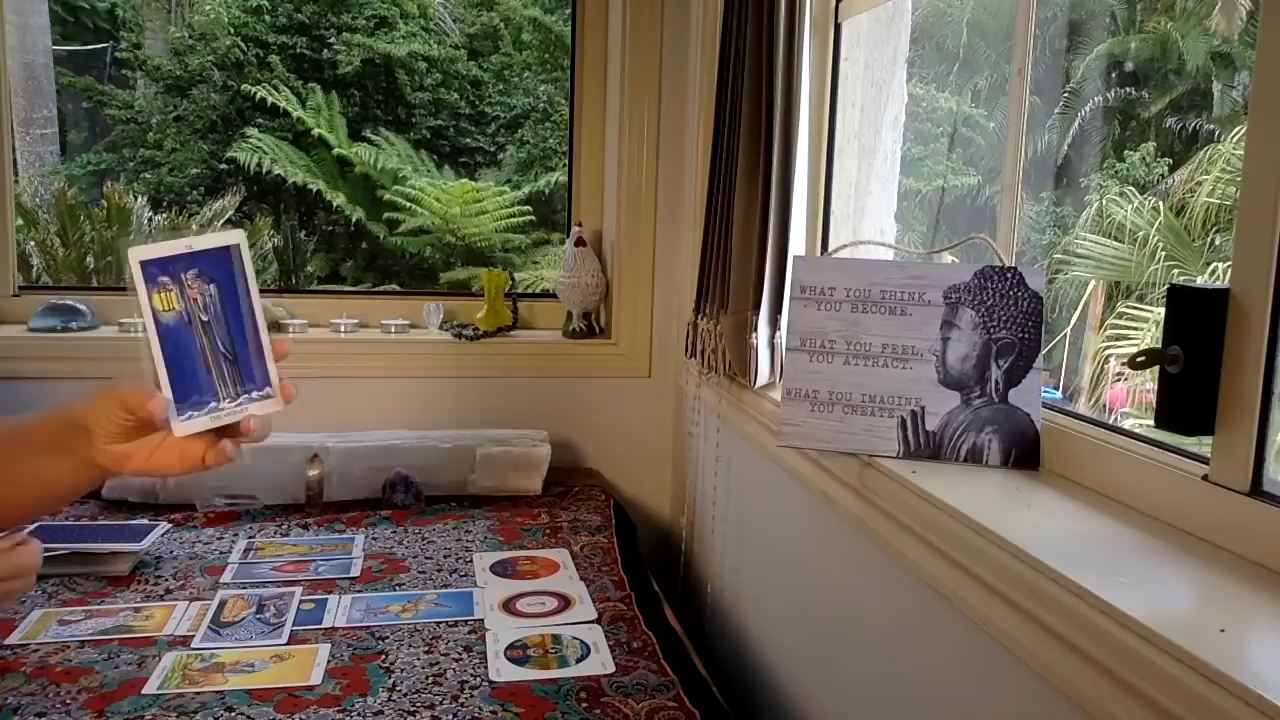 IX
THE HERMIT
WHAT YOU THINK,
YOU BECOME.
WHAT YOU FEEL,
YOU ATTRACT.
WHAT YOU IMAGINE
YOU CREATE.